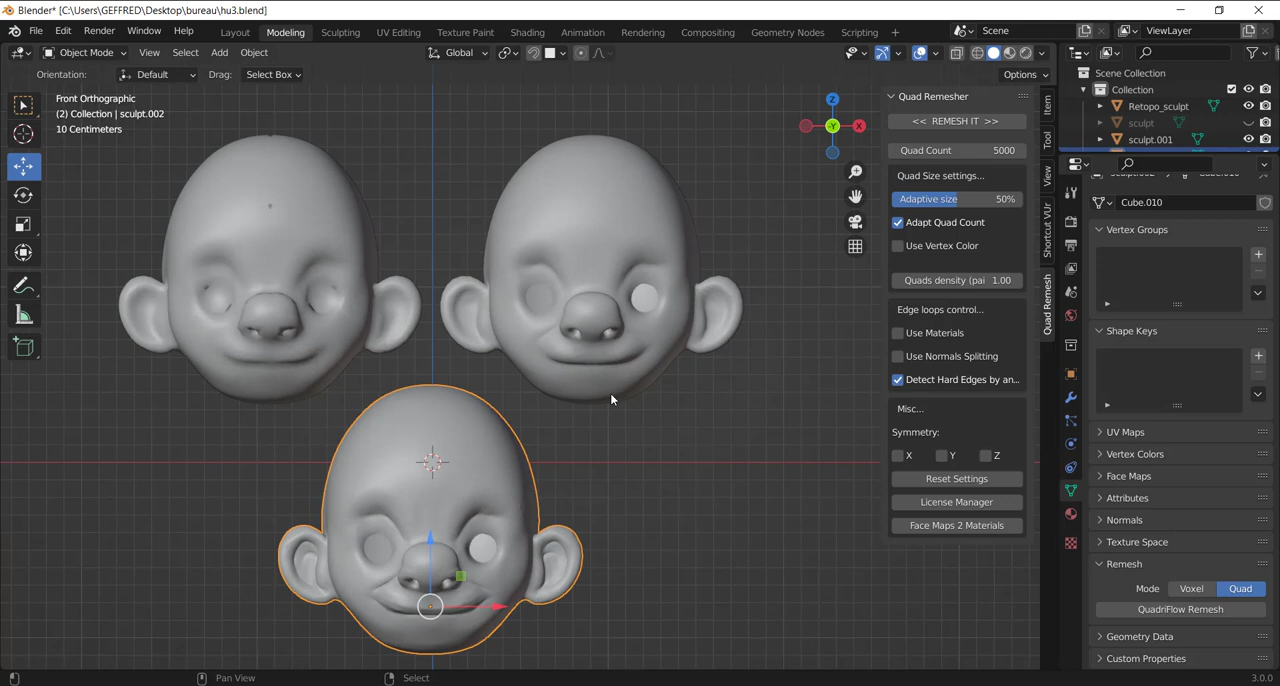 Blender* [C:\Users\GEFFRED\Desktop\bureau\hu3.blend]
File Edit Render Window Help Layout Modeling Sculpting UV Editing Texture Paint Shading Animation Rendering Compositing Geometry Nodes Scripting + Scene ViewLayer
Object Mode View Select Add Object Global
Orientation: Default Drag: Select Box Options
Front Orthographic
(2) Collection | sculpt.002
10 Centimeters
Z
X
-Y
Quad Remesher
<< REMESH IT >>
Quad Count 5000
Quad Size settings...
Adaptive size 50%
Adapt Quad Count
Use Vertex Color
Quads density (pai 1.00
Edge loops control...
Use Materials
Use Normals Splitting
Detect Hard Edges by an...
Misc...
Symmetry:
X Y Z
Reset Settings
License Manager
Face Maps 2 Materials
Item
Tool
View
Shortcut VUr
Quad Remesh
Scene Collection
Collection
Retopo_sculpt
sculpt
sculpt.001
Cube.010
Vertex Groups
Shape Keys
UV Maps
Vertex Colors
Face Maps
Attributes
Normals
Texture Space
Remesh
Mode Voxel Quad
QuadriFlow Remesh
Geometry Data
Custom Properties
Pan View Select 3.0.0